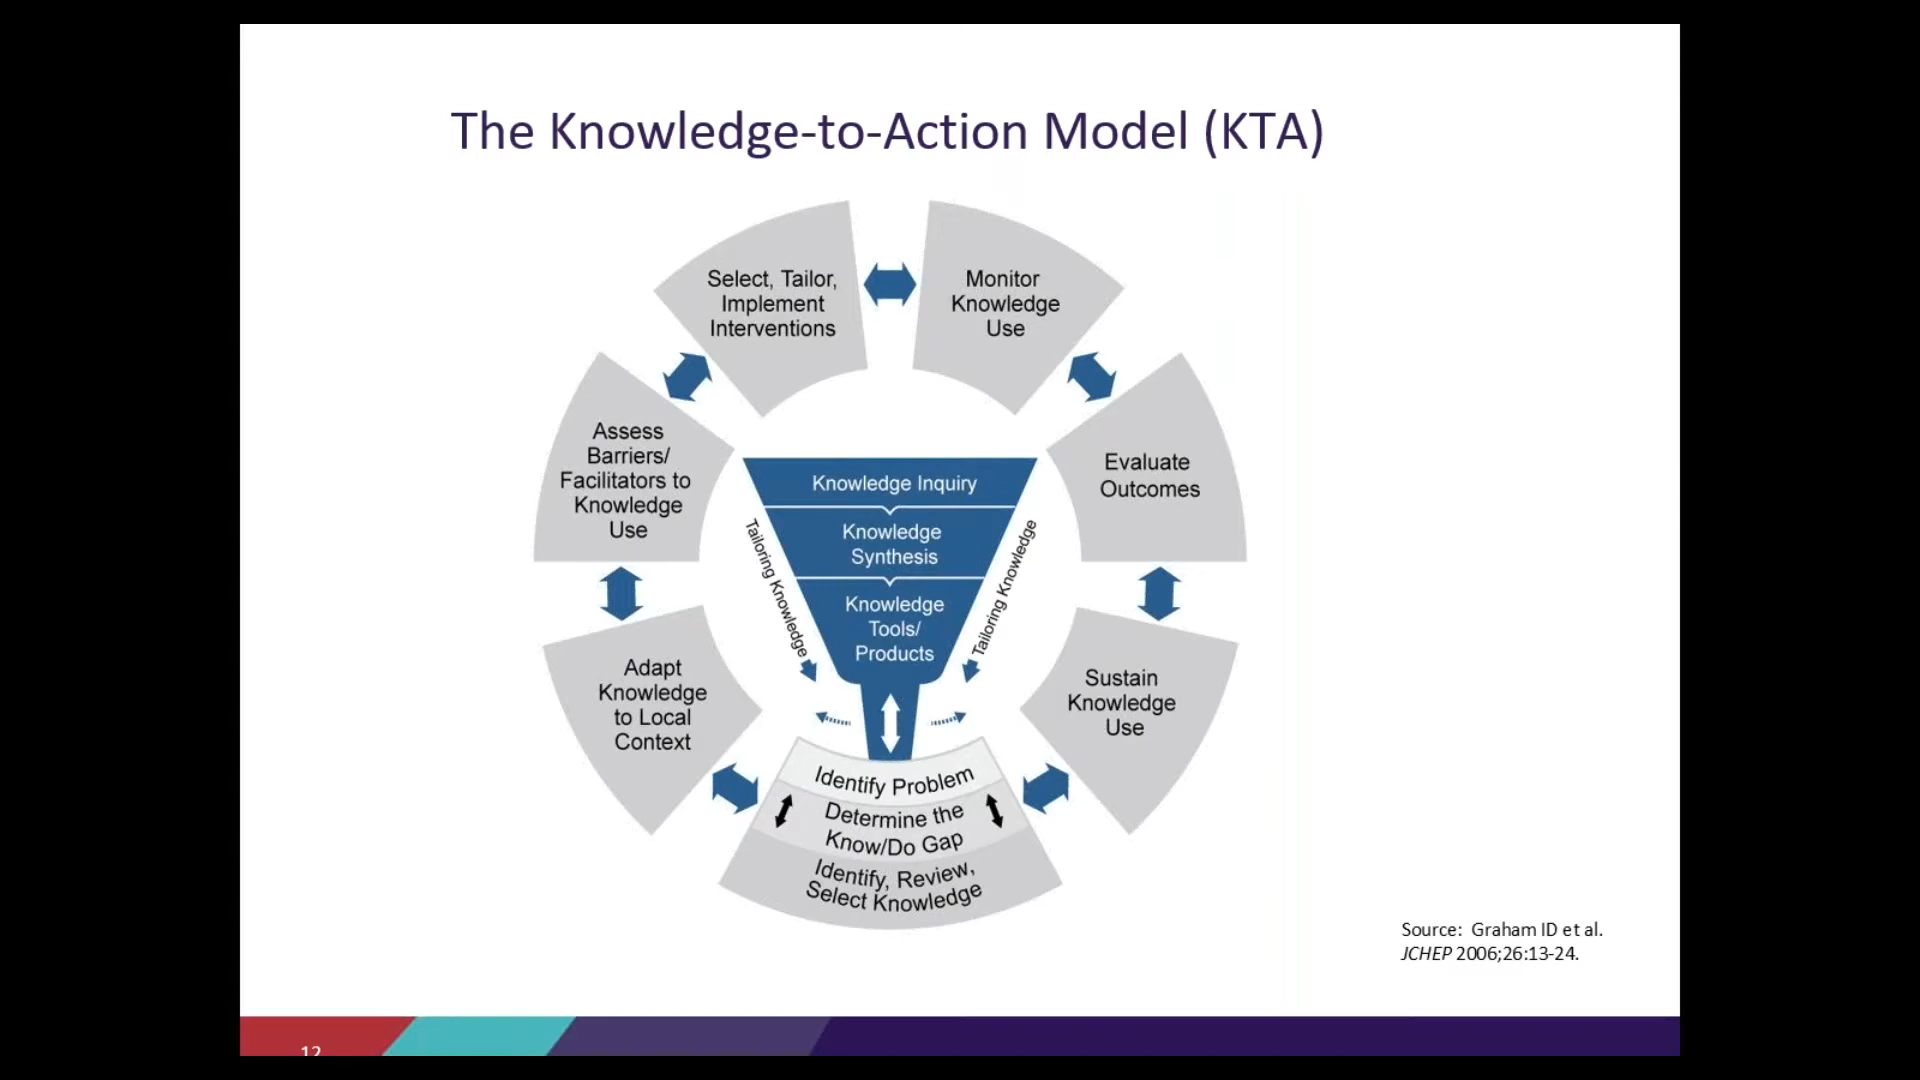 The Knowledge-to-Action Model (KTA)
Select, Tailor,
Implement
Interventions
Monitor
Knowledge
Use
Assess
Barriers/
Facilitators to
Knowledge
Use
Evaluate
Outcomes
Knowledge Inquiry
Knowledge
Synthesis
Knowledge
Tools/
Products
Tailoring Knowledge
Tailoring Knowledge
Adapt
Knowledge
to Local
Context
Sustain
Knowledge
Use
Identify Problem
Determine the
Know/Do Gap
Identify, Review,
Select Knowledge
Source: Graham ID et al.
JCHEP 2006;26:13-24.
12